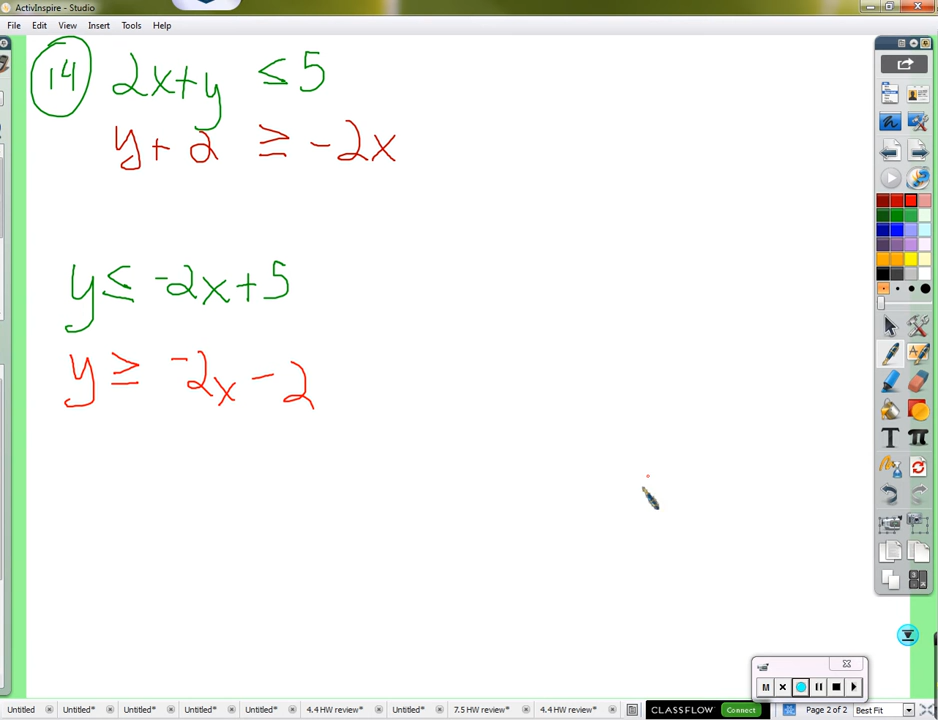 ActivInspire - Studio
File Edit View Insert Tools Help
14 2x+y ≤ 5
y + 2 ≥ -2x
y ≤ -2x + 5
y ≥ -2x - 2
M
Untitled Untitled* Untitled* Untitled* Untitled* 4.4 HW review* Untitled* 7.5 HW review* 4.4 HW review* CLASSFLOW Connect Page 2 of 2 Best Fit